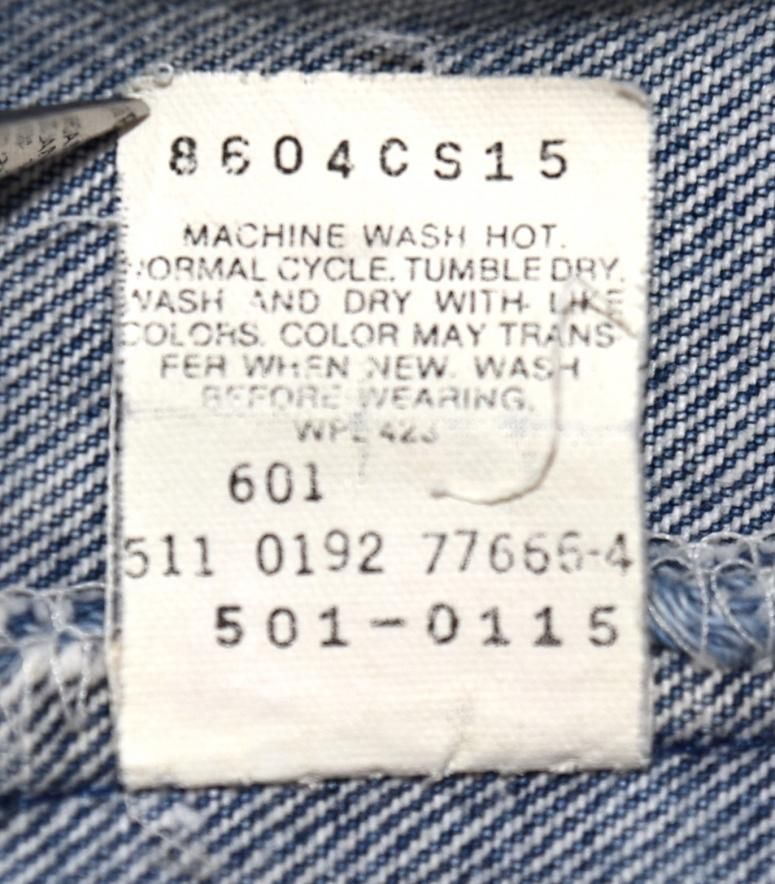 8604CS15
MACHINE WASH HOT.
NORMAL CYCLE. TUMBLE DRY.
WASH AND DRY WITH LIKE
COLORS. COLOR MAY TRANS-
FER WHEN NEW. WASH
BEFORE WEARING.
WPL 423
601
511 0192 77666-4
501-0115